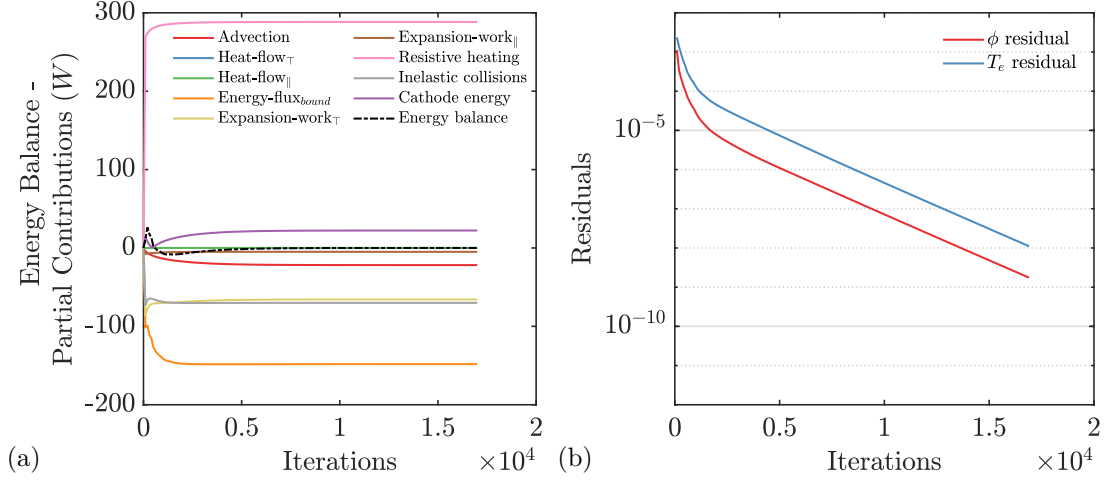 Energy Balance -
Partial Contributions (W)
300
200
100
0
-100
-200
Advection
Heat-flow⊤
Heat-flow∥
Energy-flux_bound
Expansion-work⊤
Expansion-work∥
Resistive heating
Inelastic collisions
Cathode energy
Energy balance
0
0.5
1
1.5
2
Iterations
×10⁴
(a)
Residuals
10⁻⁵
10⁻¹⁰
ϕ residual
Tₑ residual
0
0.5
1
1.5
2
Iterations
×10⁴
(b)